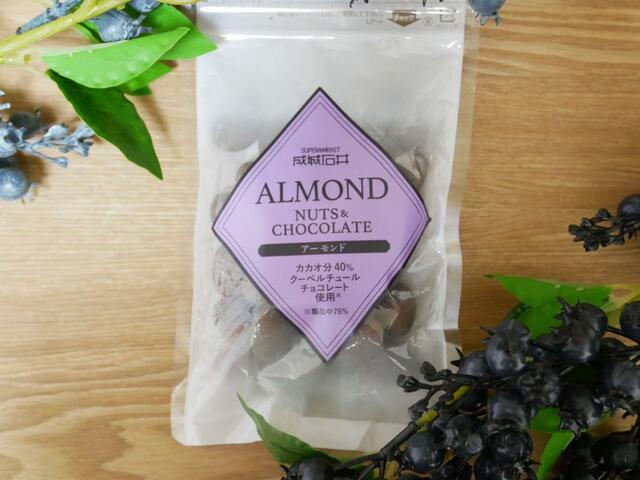 SUPERMARKET
成城石井
ALMOND
NUTS &
CHOCOLATE
アーモンド
カカオ分40%
クーベルチュール
チョコレート
使用※
※製品中76%